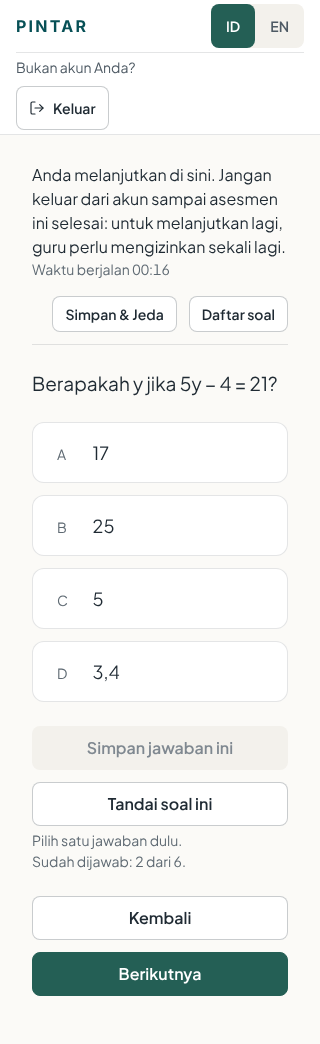 PINTAR
ID
EN
Bukan akun Anda?
Keluar
Anda melanjutkan di sini. Jangan
keluar dari akun sampai asesmen
ini selesai: untuk melanjutkan lagi,
guru perlu mengizinkan sekali lagi.
Waktu berjalan 00:16
Simpan & Jeda
Daftar soal
Berapakah y jika 5y – 4 = 21?
A 17
B 25
C 5
D 3,4
Simpan jawaban ini
Tandai soal ini
Pilih satu jawaban dulu.
Sudah dijawab: 2 dari 6.
Kembali
Berikutnya